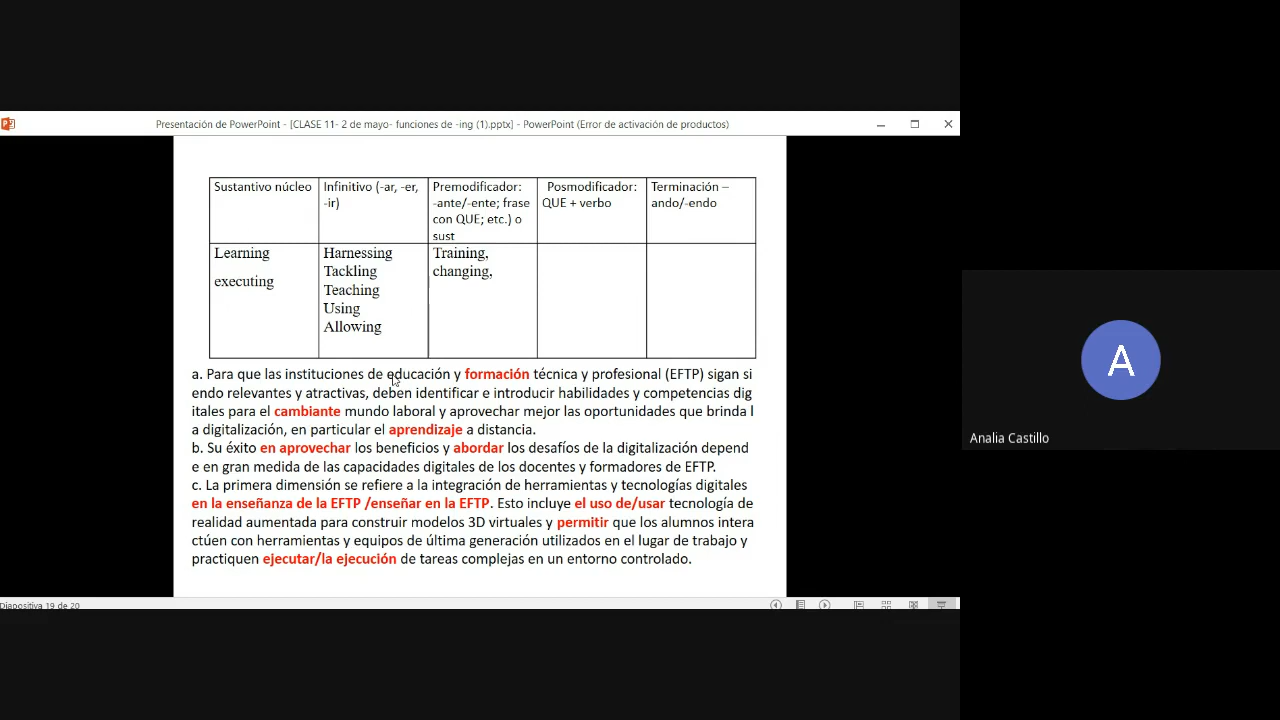 Presentación de PowerPoint - [CLASE 11- 2 de mayo- funciones de -ing (1).pptx] - PowerPoint (Error de activación de productos)
Sustantivo núcleo
Infinitivo (-ar, -er,
-ir)
Premodificador:
-ante/-ente; frase
con QUE; etc.) o
sust
Posmodificador:
QUE + verbo
Terminación –
ando/-endo
Learning
executing
Harnessing
Tackling
Teaching
Using
Allowing
Training,
changing,
a. Para que las instituciones de educación y formación técnica y profesional (EFTP) sigan si
endo relevantes y atractivas, deben identificar e introducir habilidades y competencias dig
itales para el cambiante mundo laboral y aprovechar mejor las oportunidades que brinda l
a digitalización, en particular el aprendizaje a distancia.
b. Su éxito en aprovechar los beneficios y abordar los desafíos de la digitalización depend
e en gran medida de las capacidades digitales de los docentes y formadores de EFTP.
c. La primera dimensión se refiere a la integración de herramientas y tecnologías digitales
en la enseñanza de la EFTP /enseñar en la EFTP. Esto incluye el uso de/usar tecnología de
realidad aumentada para construir modelos 3D virtuales y permitir que los alumnos intera
ctúen con herramientas y equipos de última generación utilizados en el lugar de trabajo y
practiquen ejecutar/la ejecución de tareas complejas en un entorno controlado.
Diapositiva 19 de 20
A
Analia Castillo